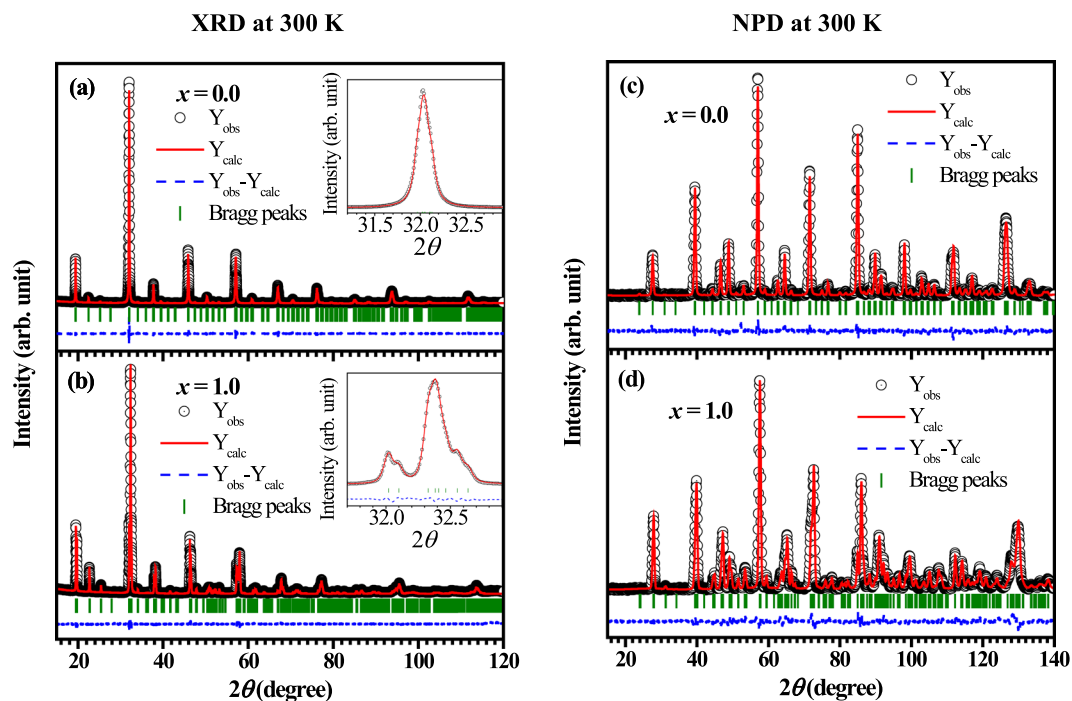 XRD at 300 K
NPD at 300 K
(a)
x = 0.0
Y_obs
Y_calc
Y_obs-Y_calc
Bragg peaks
Intensity (arb. unit)
31.5 32.0 32.5
2θ
(b)
x = 1.0
Y_obs
Y_calc
Y_obs-Y_calc
Bragg peaks
Intensity (arb. unit)
32.0 32.5
2θ
Intensity (arb. unit)
20 40 60 80 100 120
2θ (degree)
(c)
x = 0.0
Y_obs
Y_calc
Y_obs-Y_calc
Bragg peaks
(d)
x = 1.0
Y_obs
Y_calc
Y_obs-Y_calc
Bragg peaks
Intensity (arb. unit)
20 40 60 80 100 120 140
2θ (degree)